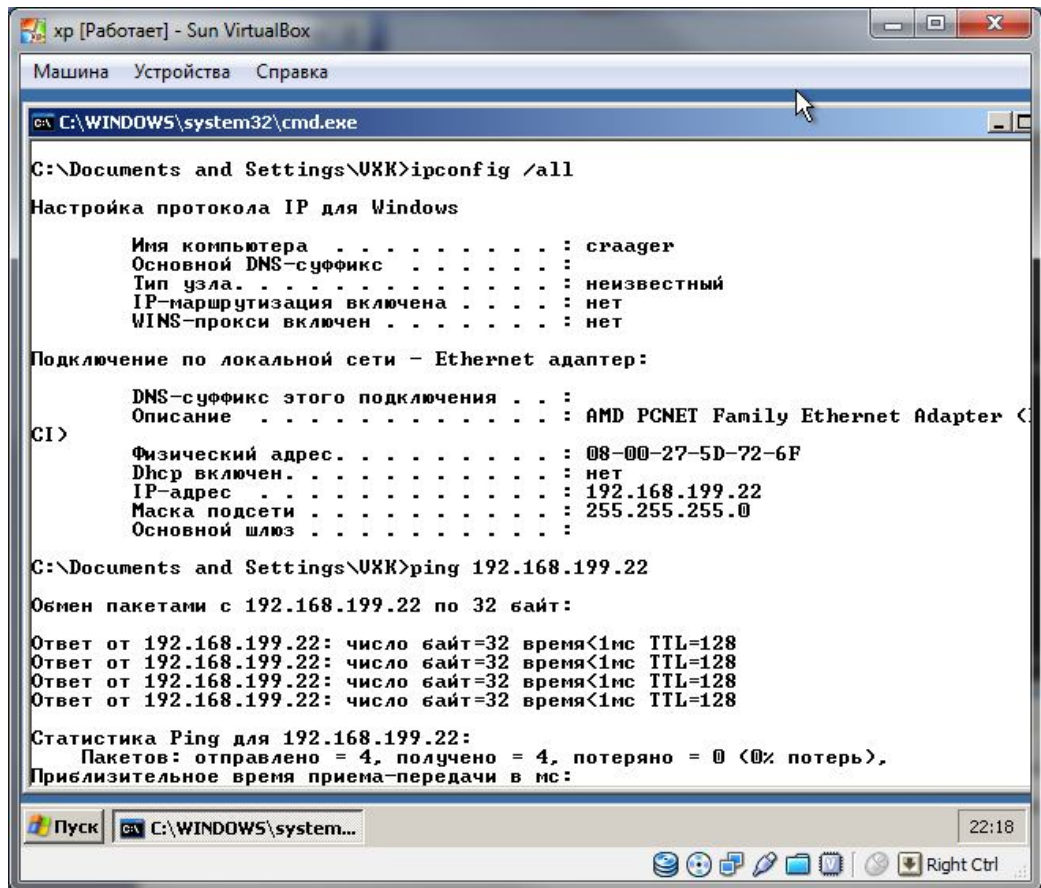 xp [Работает] - Sun VirtualBox
Машина Устройства Справка
C:\WINDOWS\system32\cmd.exe
C:\Documents and Settings\VXK>ipconfig /all
Настройка протокола IP для Windows
Имя компьютера . . . . . . . . . : craager
Основной DNS-суффикс . . . . . . :
Тип узла. . . . . . . . . . . . . : неизвестный
IP-маршрутизация включена . . . . : нет
WINS-прокси включен . . . . . . . : нет
Подключение по локальной сети - Ethernet адаптер:
DNS-суффикс этого подключения . . :
Описание . . . . . . . . . . . . : AMD PCNET Family Ethernet Adapter (
CI)
Физический адрес. . . . . . . . . : 08-00-27-5D-72-6F
Dhcp включен. . . . . . . . . . . : нет
IP-адрес . . . . . . . . . . . . : 192.168.199.22
Маска подсети . . . . . . . . . . : 255.255.255.0
Основной шлюз . . . . . . . . . . :
C:\Documents and Settings\VXK>ping 192.168.199.22
Обмен пакетами с 192.168.199.22 по 32 байт:
Ответ от 192.168.199.22: число байт=32 время<1мс TTL=128
Ответ от 192.168.199.22: число байт=32 время<1мс TTL=128
Ответ от 192.168.199.22: число байт=32 время<1мс TTL=128
Ответ от 192.168.199.22: число байт=32 время<1мс TTL=128
Статистика Ping для 192.168.199.22:
Пакетов: отправлено = 4, получено = 4, потеряно = 0 (0% потерь),
Приблизительное время приема-передачи в мс:
Пуск C:\WINDOWS\system... 22:18
Right Ctrl